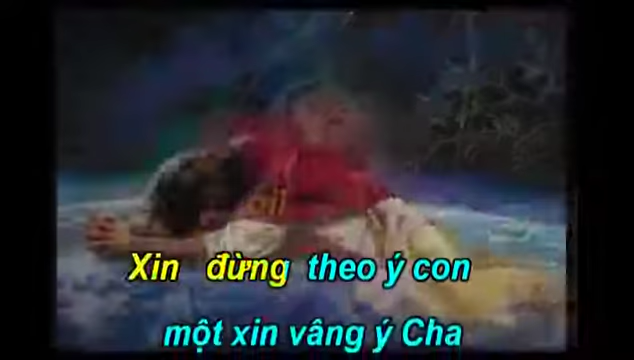 Xin đừng theo ý con
một xin vâng ý Cha